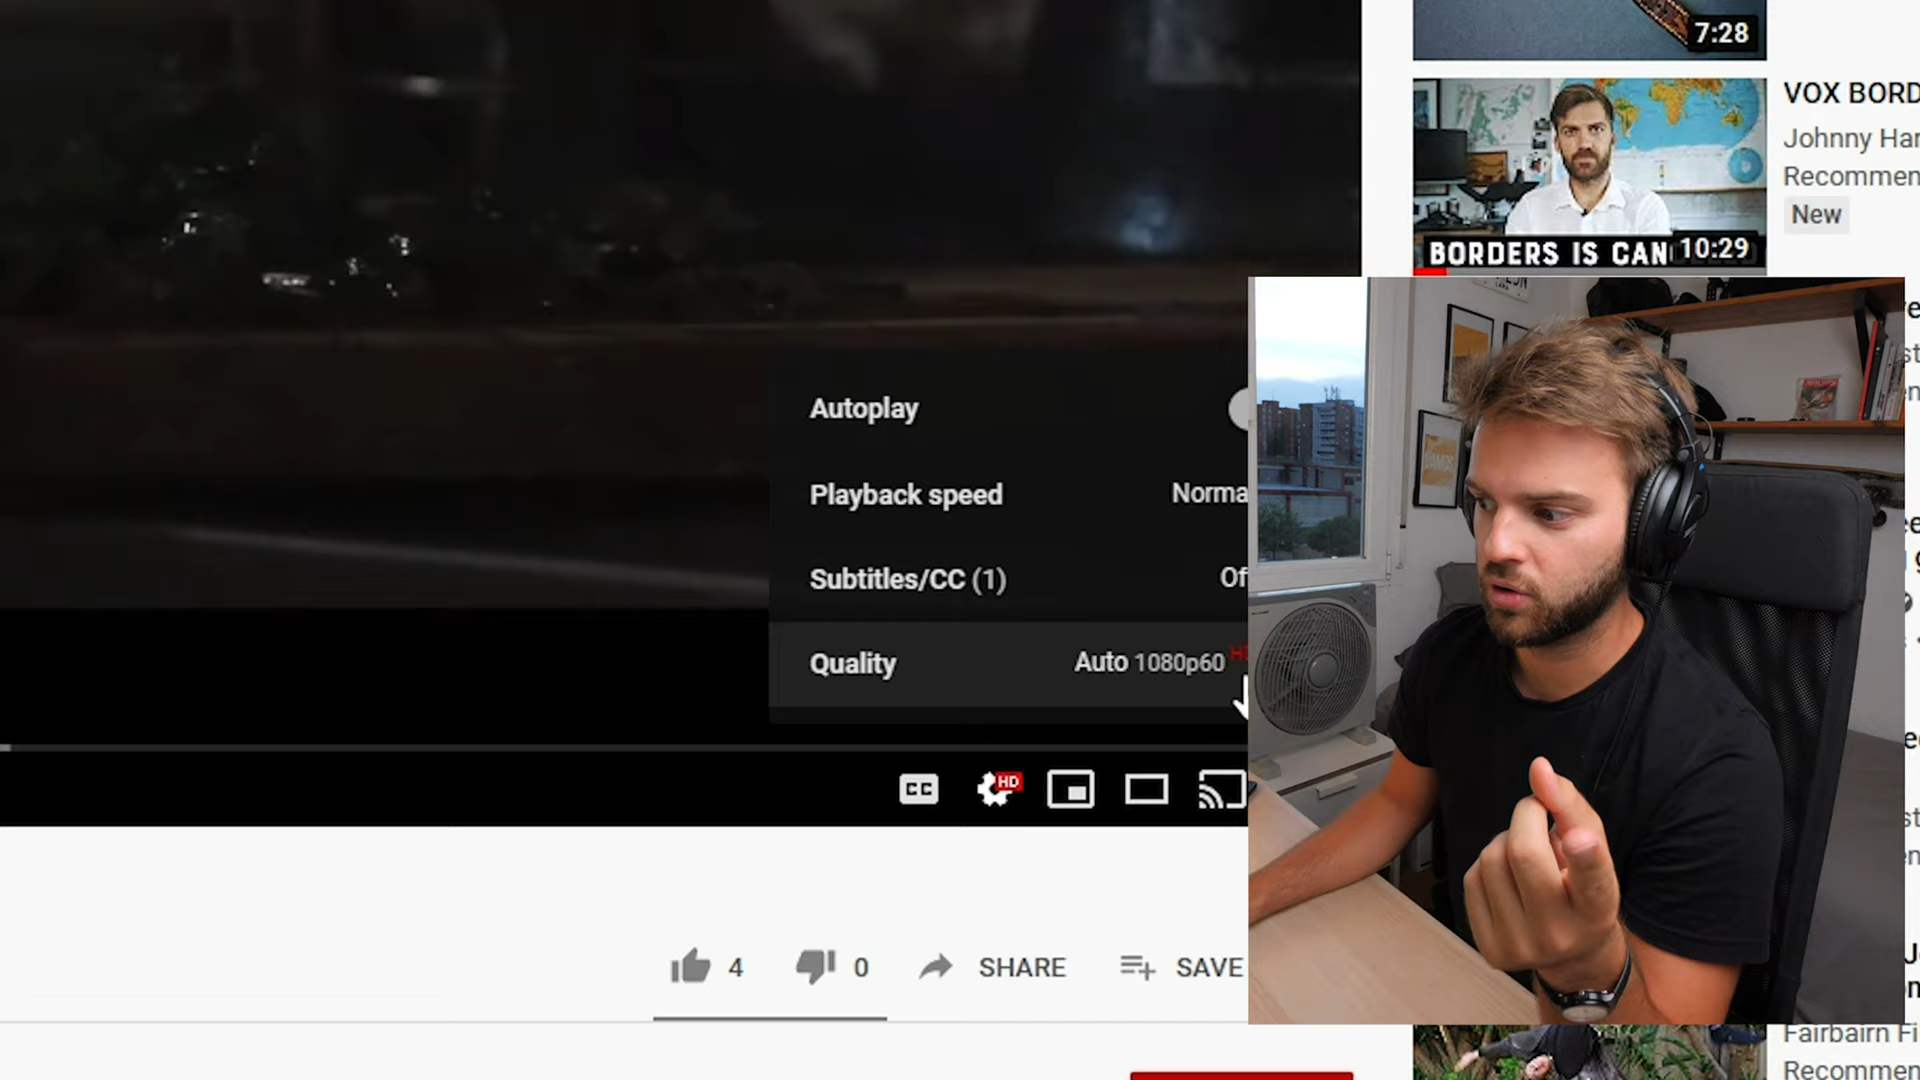 7:28
VOX BORD
Johnny Har
Recommen
New
BORDERS IS CAN
10:29
Autoplay
Playback speed Norma
Subtitles/CC (1) Of
Quality Auto 1080p60 HD
CC
HD
4 0 SHARE SAVE
Fairbairn Fi
Recommen